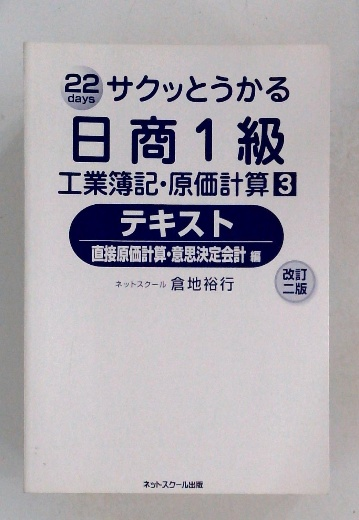 22
days
サクッとうかる
日商1級
工業簿記・原価計算3
テキスト
直接原価計算・意思決定会計 編
改訂
二版
ネットスクール 倉地裕行
ネットスクール出版